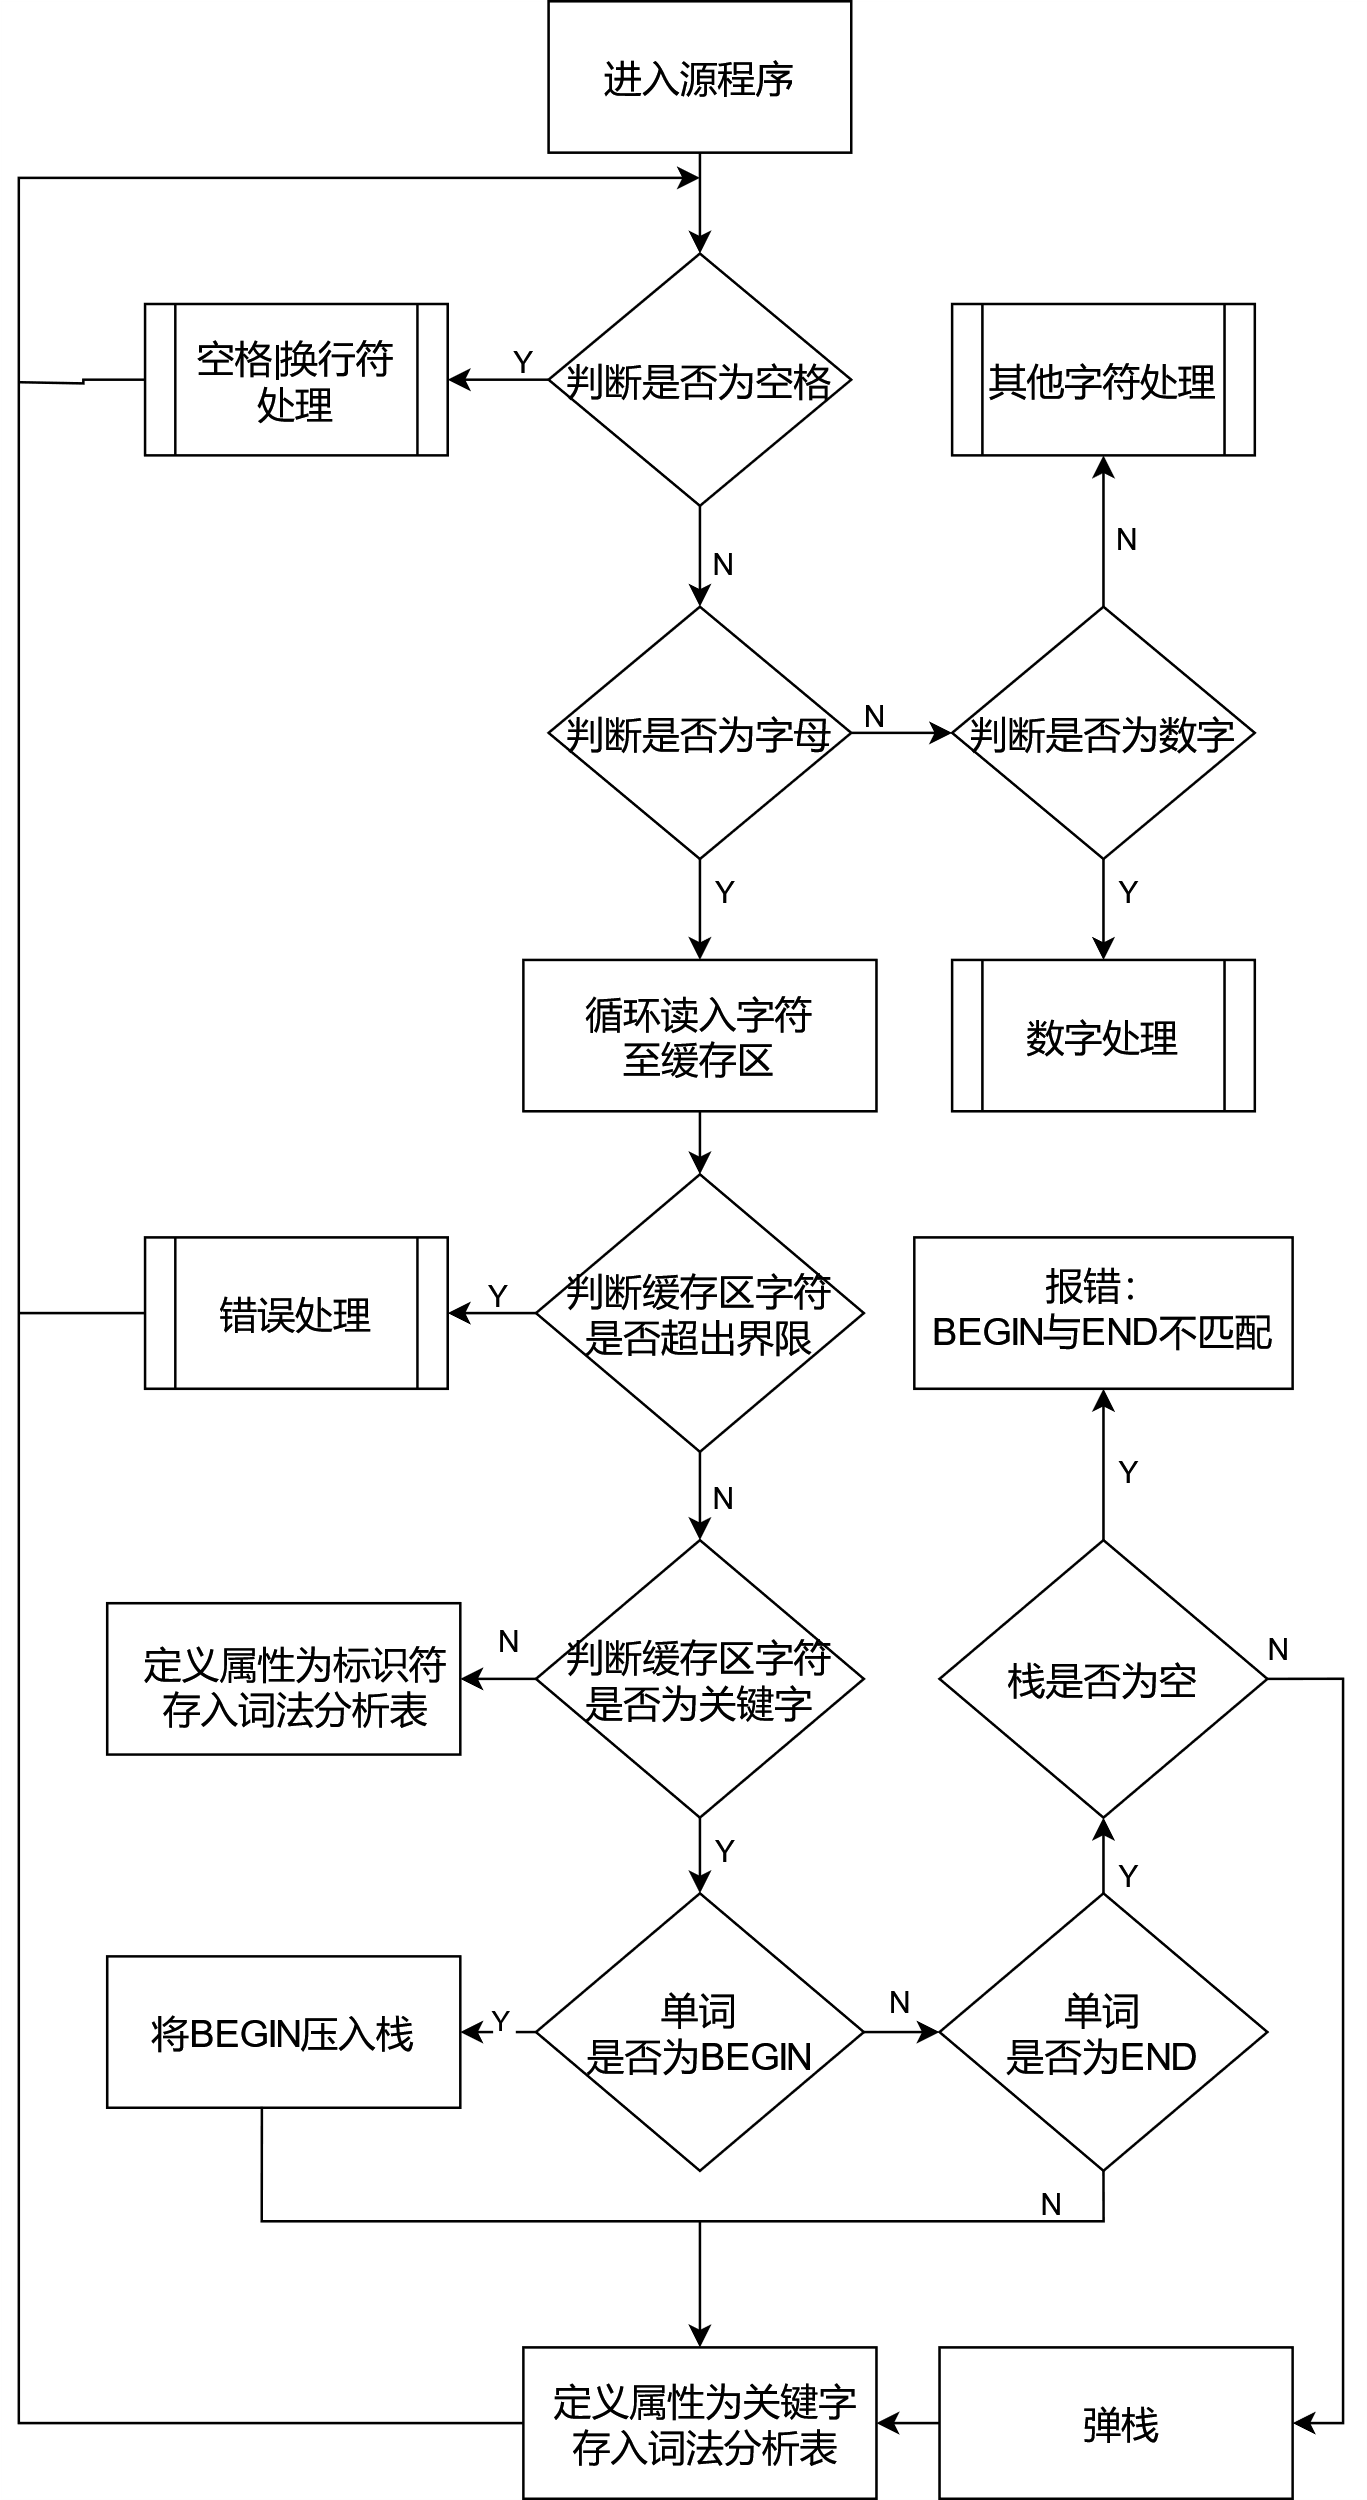 进入源程序
空格|换行符
处理
Y
判断是否为空格
其他字符处理
N
N
判断是否为字母
N
判断是否为数字
Y
Y
循环读入字符
至缓存区
数字处理
错误处理
Y
判断缓存区字符
是否超出界限
报错：
BEGIN与END不匹配
N
Y
定义属性为标识符
存入词法分析表
N
判断缓存区字符
是否为关键字
栈是否为空
N
Y
Y
将BEGIN压入栈
Y
单词
是否为BEGIN
N
单词
是否为END
N
定义属性为关键字
存入词法分析表
弹栈